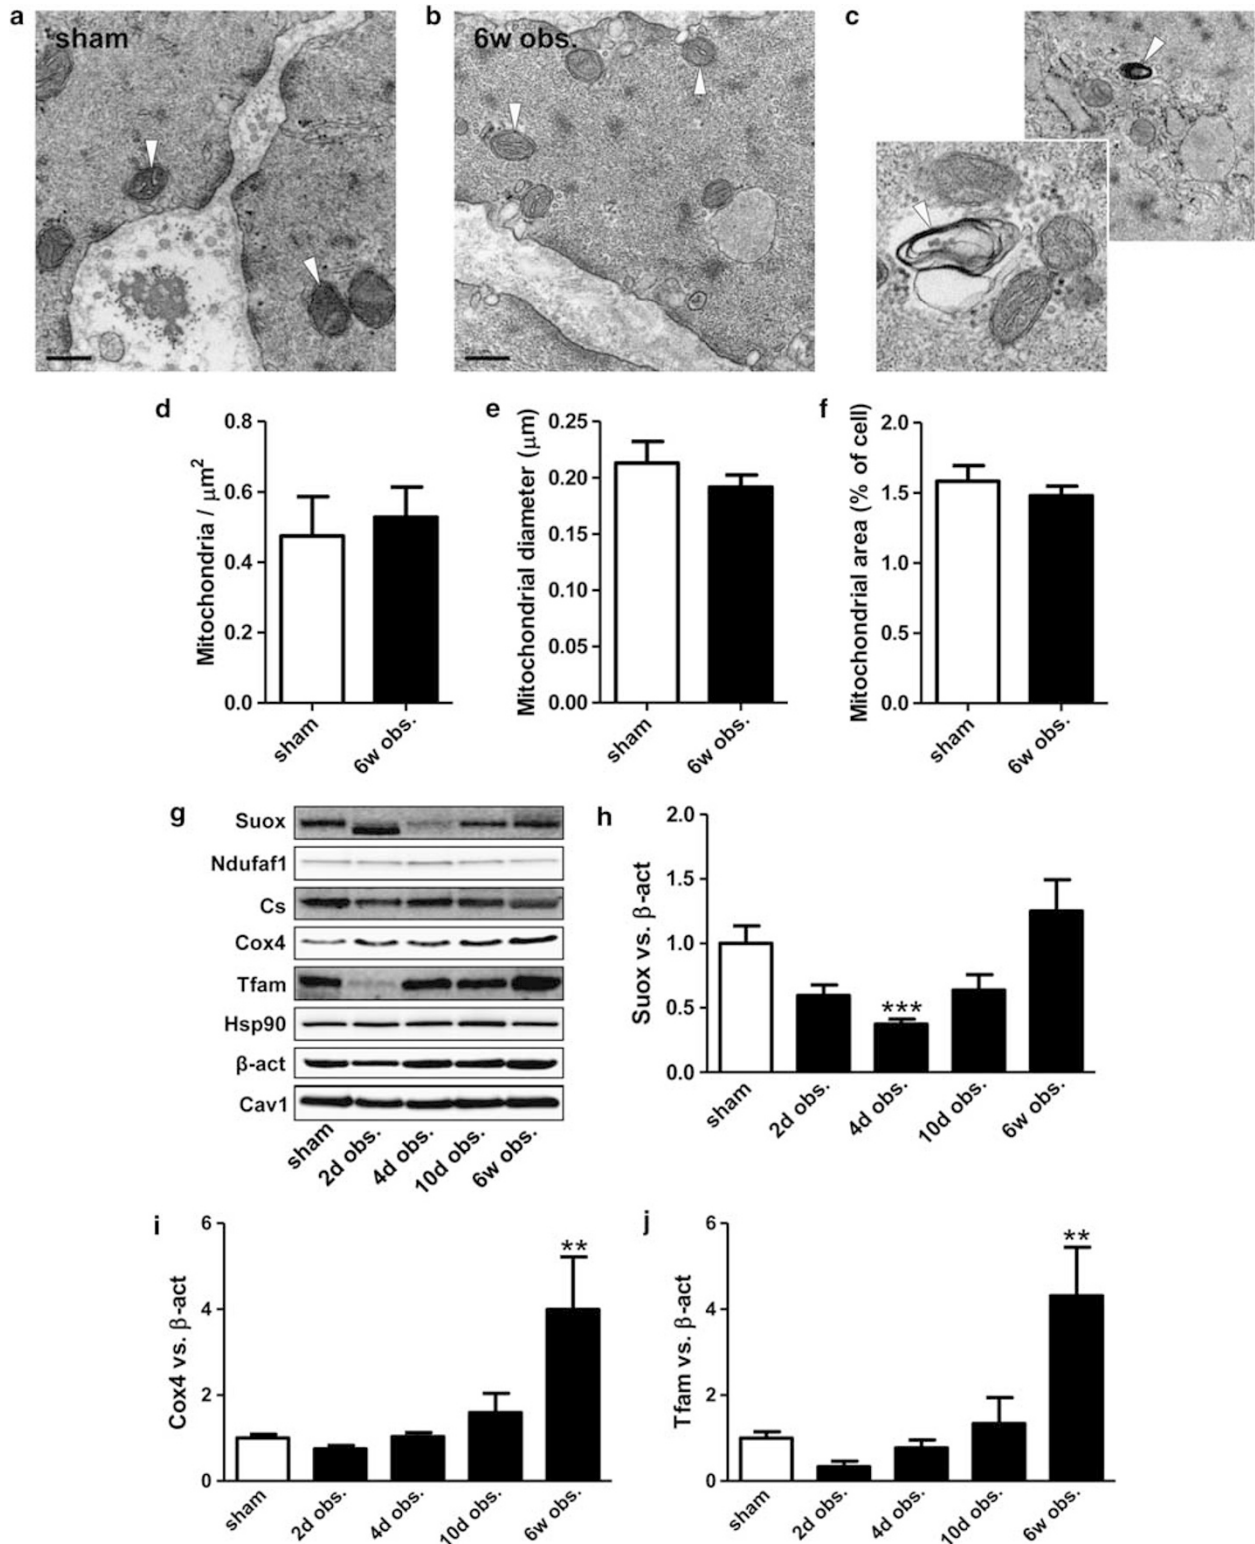 a
sham
b
6w obs.
c
d
Mitochondria / μm²
0.8
0.6
0.4
0.2
0.0
sham
6w obs.
e
Mitochondrial diameter (μm)
0.25
0.20
0.15
0.10
0.05
0.00
sham
6w obs.
f
Mitochondrial area (% of cell)
2.0
1.5
1.0
0.5
0.0
sham
6w obs.
g
Suox
Ndufaf1
Cs
Cox4
Tfam
Hsp90
β-act
Cav1
sham
2d obs.
4d obs.
10d obs.
6w obs.
h
Suox vs. β-act
2.0
1.5
1.0
0.5
0.0
***
sham
2d obs.
4d obs.
10d obs.
6w obs.
i
Cox4 vs. β-act
6
4
2
0
**
sham
2d obs.
4d obs.
10d obs.
6w obs.
j
Tfam vs. β-act
6
4
2
0
**
sham
2d obs.
4d obs.
10d obs.
6w obs.